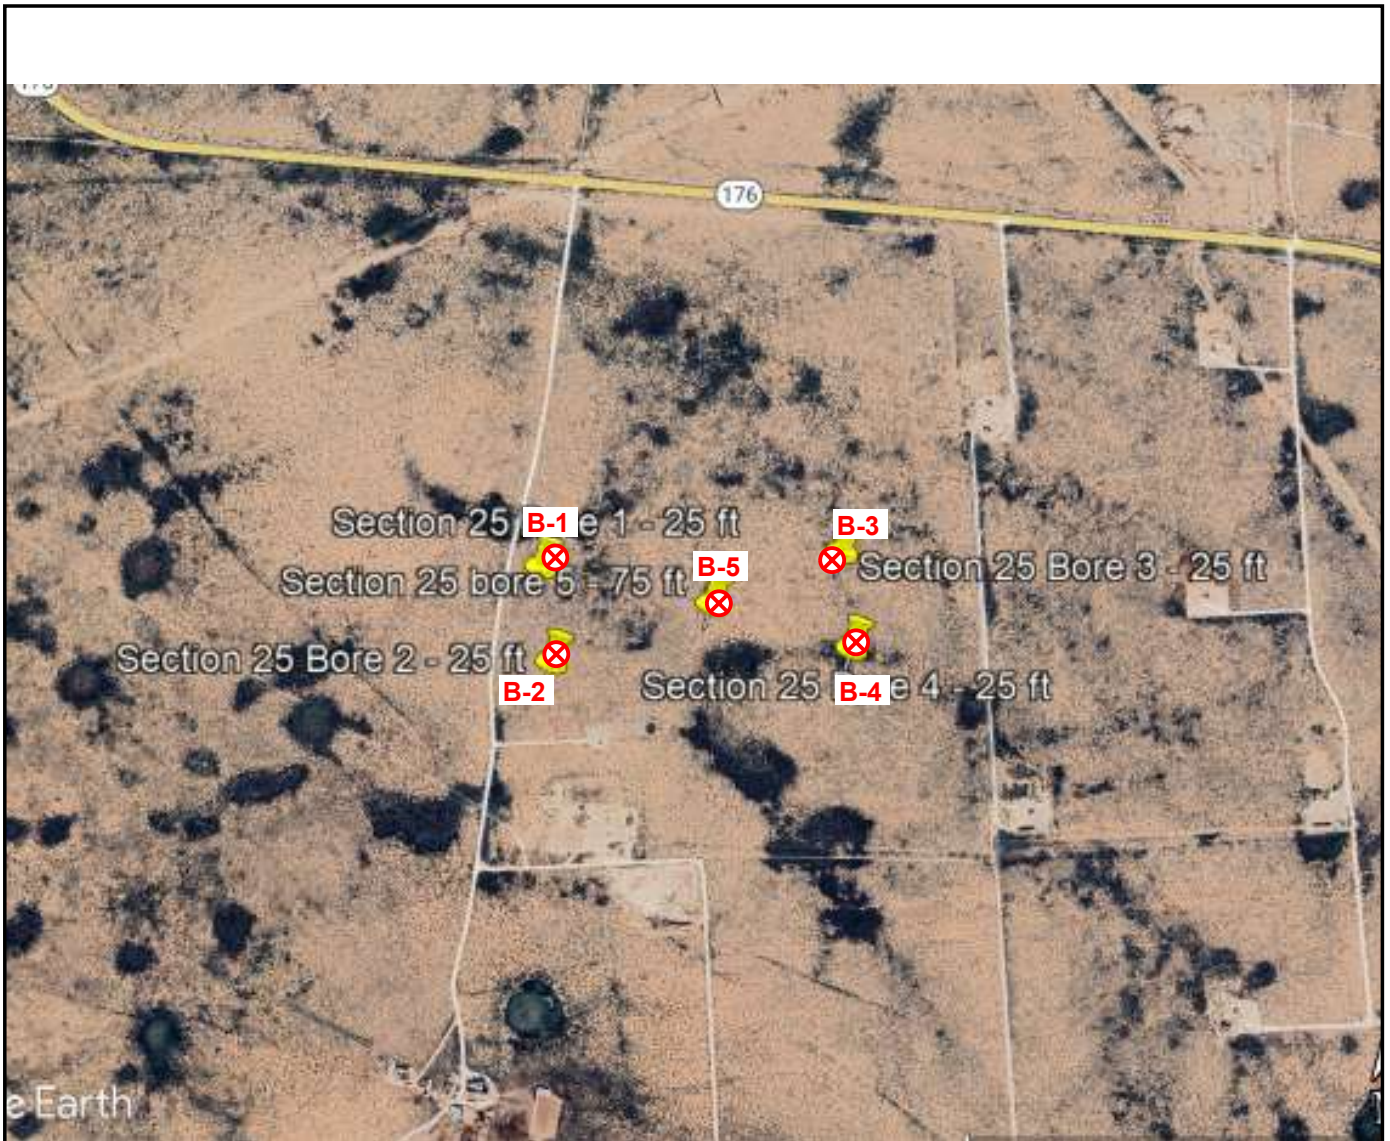 176
Section 25 B-1 e 1 - 25 ft
B-3
Section 25 Bore 3 - 25 ft
B-5
Section 25 bore 5 - 75 ft
Section 25 Bore 2 - 25 ft
B-2
Section 25 B-4 e 4 - 25 ft
e Earth